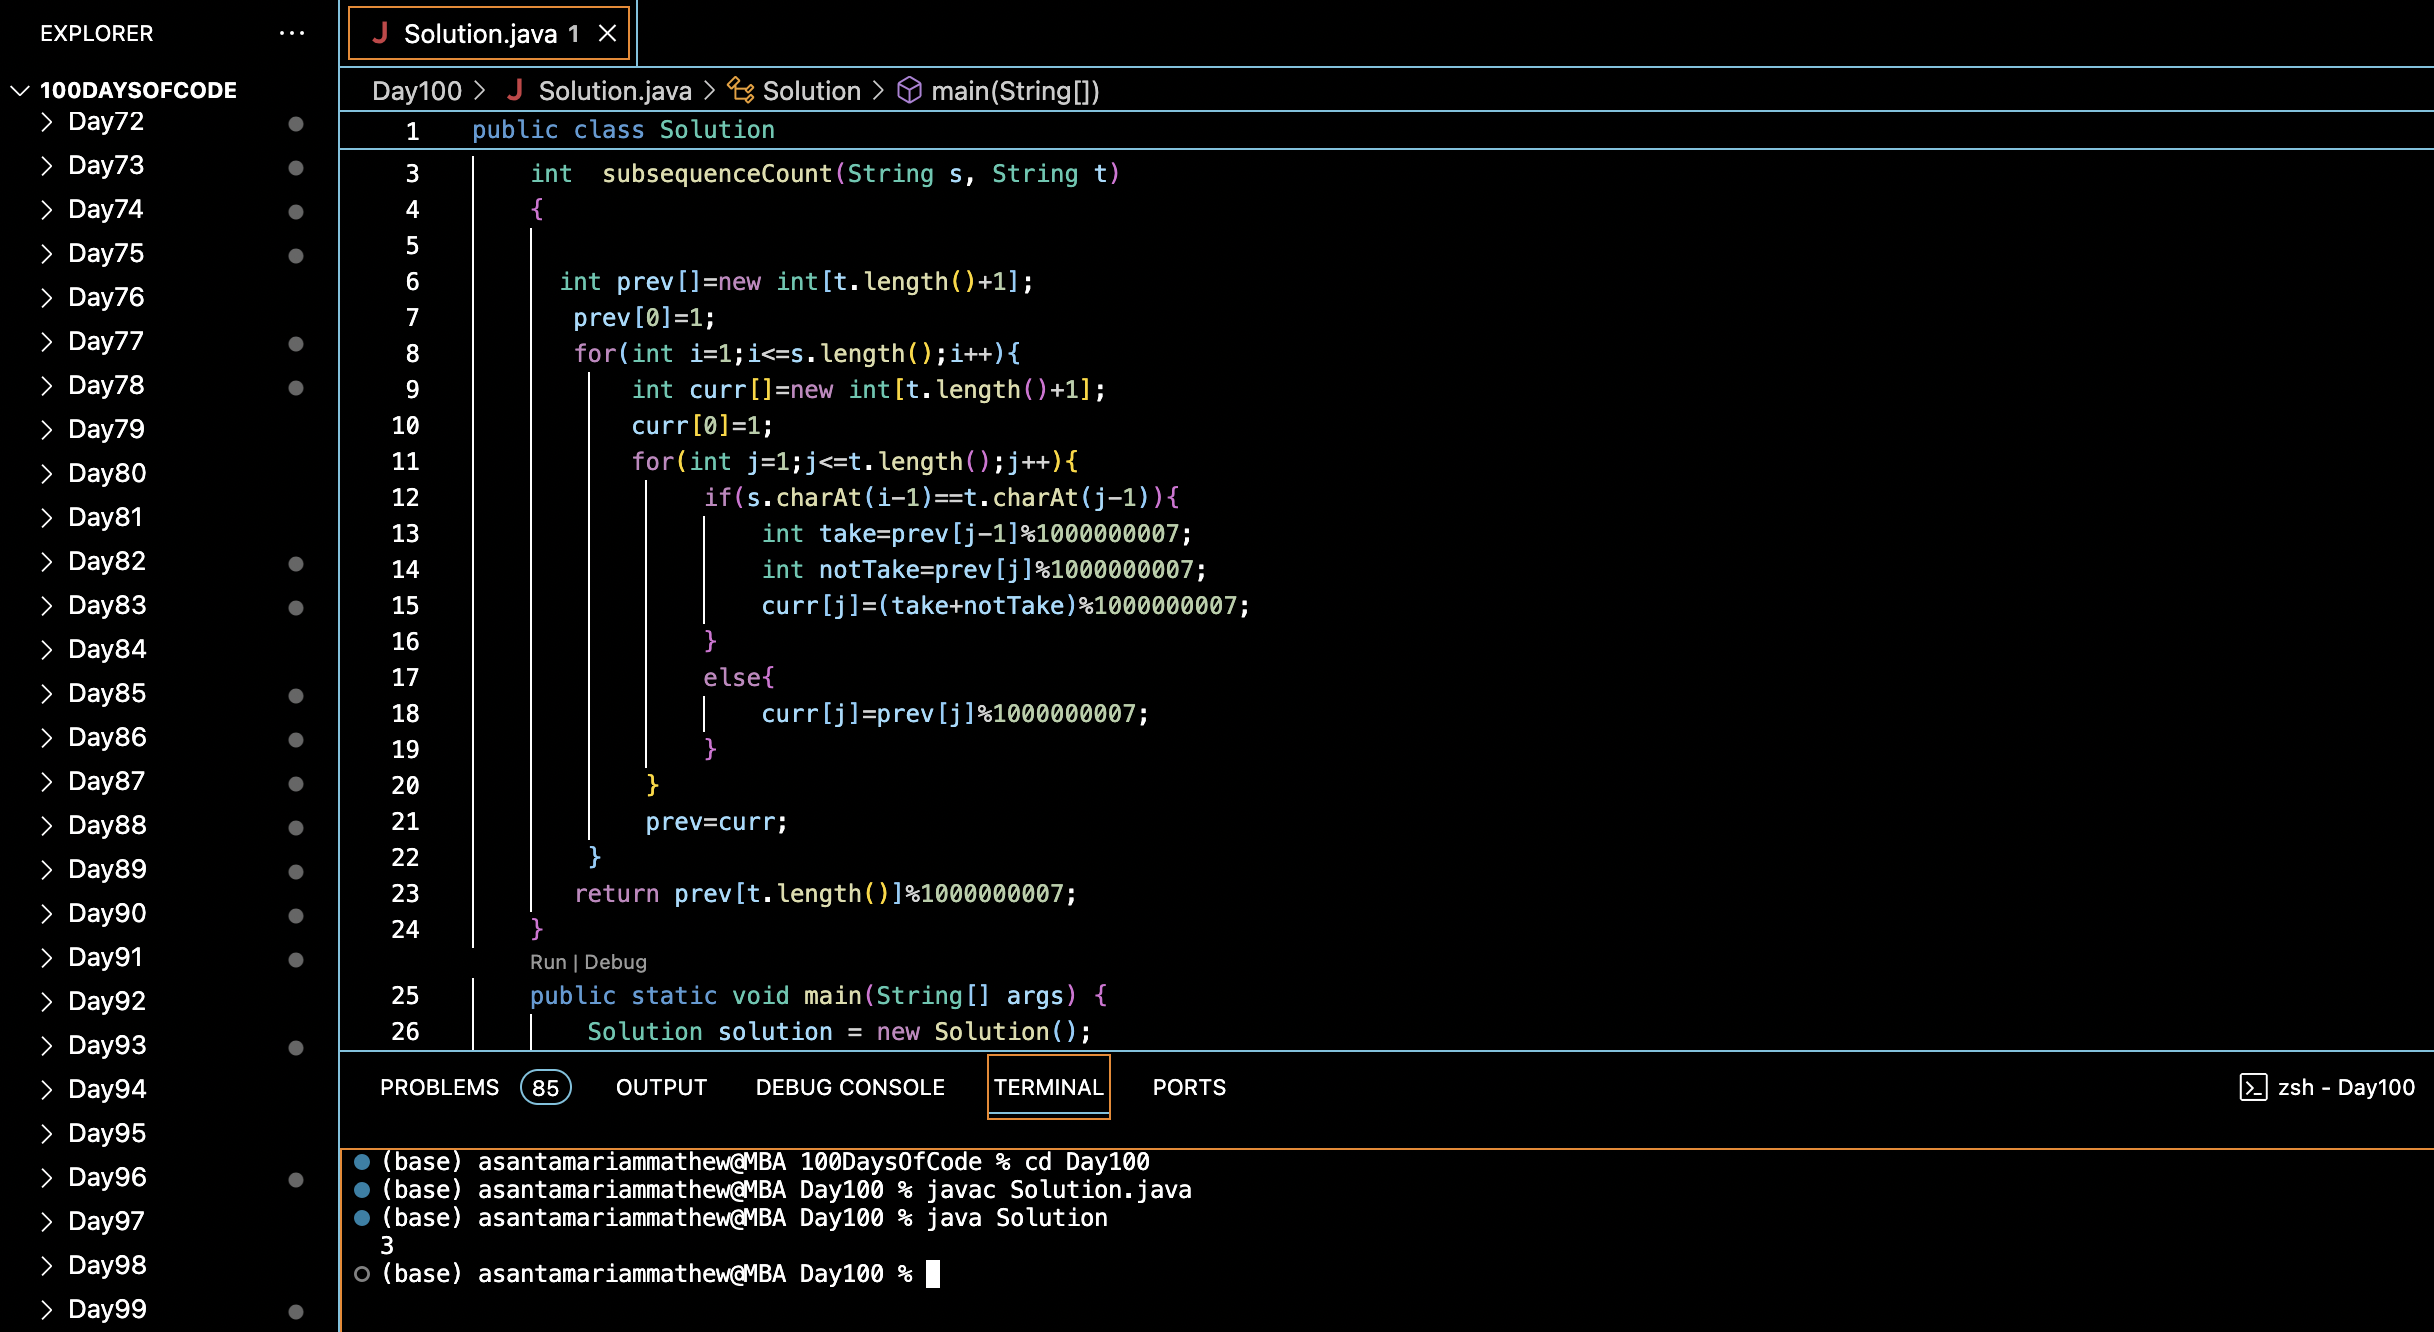 EXPLORER ...
100DAYSOFCODE
Day72
Day73
Day74
Day75
Day76
Day77
Day78
Day79
Day80
Day81
Day82
Day83
Day84
Day85
Day86
Day87
Day88
Day89
Day90
Day91
Day92
Day93
Day94
Day95
Day96
Day97
Day98
Day99
J Solution.java 1 ×
Day100 > J Solution.java > Solution > main(String[])
1 public class Solution
3     int  subsequenceCount(String s, String t)
4     {
5
6       int prev[]=new int[t.length()+1];
7        prev[0]=1;
8        for(int i=1;i<=s.length();i++){
9            int curr[]=new int[t.length()+1];
10            curr[0]=1;
11            for(int j=1;j<=t.length();j++){
12                 if(s.charAt(i-1)==t.charAt(j-1)){
13                     int take=prev[j-1]%1000000007;
14                     int notTake=prev[j]%1000000007;
15                     curr[j]=(take+notTake)%1000000007;
16                 }
17                 else{
18                     curr[j]=prev[j]%1000000007;
19                 }
20             }
21             prev=curr;
22         }
23        return prev[t.length()]%1000000007;
24     }
Run | Debug
25     public static void main(String[] args) {
26         Solution solution = new Solution();
PROBLEMS 85 OUTPUT DEBUG CONSOLE TERMINAL PORTS zsh - Day100
(base) asantamariammathew@MBA 100DaysOfCode % cd Day100
(base) asantamariammathew@MBA Day100 % javac Solution.java
(base) asantamariammathew@MBA Day100 % java Solution
3
(base) asantamariammathew@MBA Day100 %